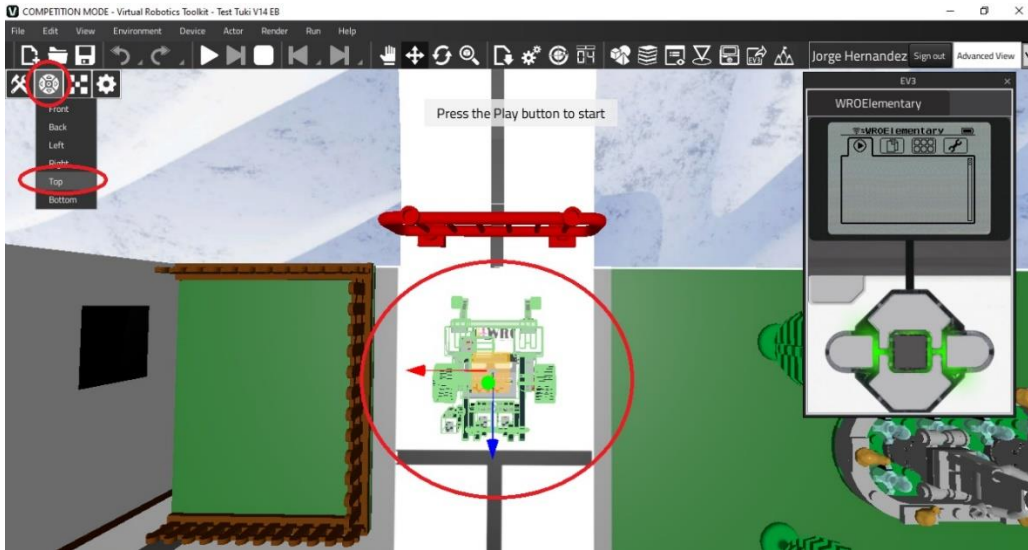 COMPETITION MODE - Virtual Robotics Toolkit - Test Tuki V14 EB
File Edit View Environment Device Actor Render Run Help
EV3
Jorge Hernandez Sign out Advanced View
EV3
WROElementary
WROElementary
Press the Play button to start
Front
Back
Left
Right
Top
Bottom
WRO